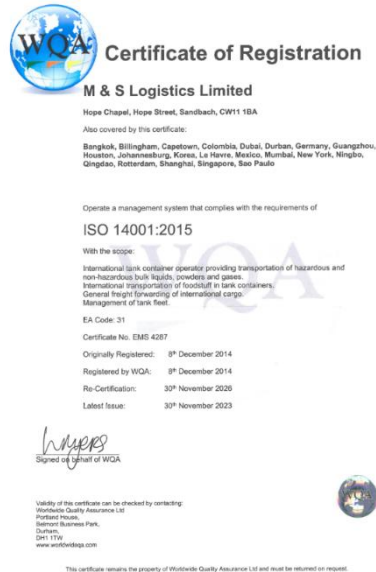 WQA
Certificate of Registration
M & S Logistics Limited
Hope Chapel, Hope Street, Sandbach, CW11 1BA
Also covered by this certificate:
Bangkok, Billingham, Capetown, Colombia, Dubai, Durban, Germany, Guangzhou,
Houston, Johannesburg, Korea, Le Havre, Mexico, Mumbai, New York, Ningbo,
Qingdao, Rotterdam, Shanghai, Singapore, Sao Paulo
Operate a management system that complies with the requirements of
ISO 14001:2015
With the scope:
WQA
International tank container operator providing transportation of hazardous and
non-hazardous bulk liquids, powders and gases.
International transportation of foodstuff in tank containers.
General freight forwarding of international cargo.
Management of tank fleet.
EA Code: 31
Certificate No. EMS 4287
Originally Registered: 8th December 2014
Registered by WQA: 8th December 2014
Re-Certification: 30th November 2026
Latest Issue: 30th November 2023
Signed on behalf of WQA
Validity of this certificate can be checked by contacting:
Worldwide Quality Assurance Ltd
Portland House,
Belmont Business Park,
Durham,
DH1 1TW
www.worldwideqa.com
WQA
This certificate remains the property of Worldwide Quality Assurance Ltd and must be returned on request.